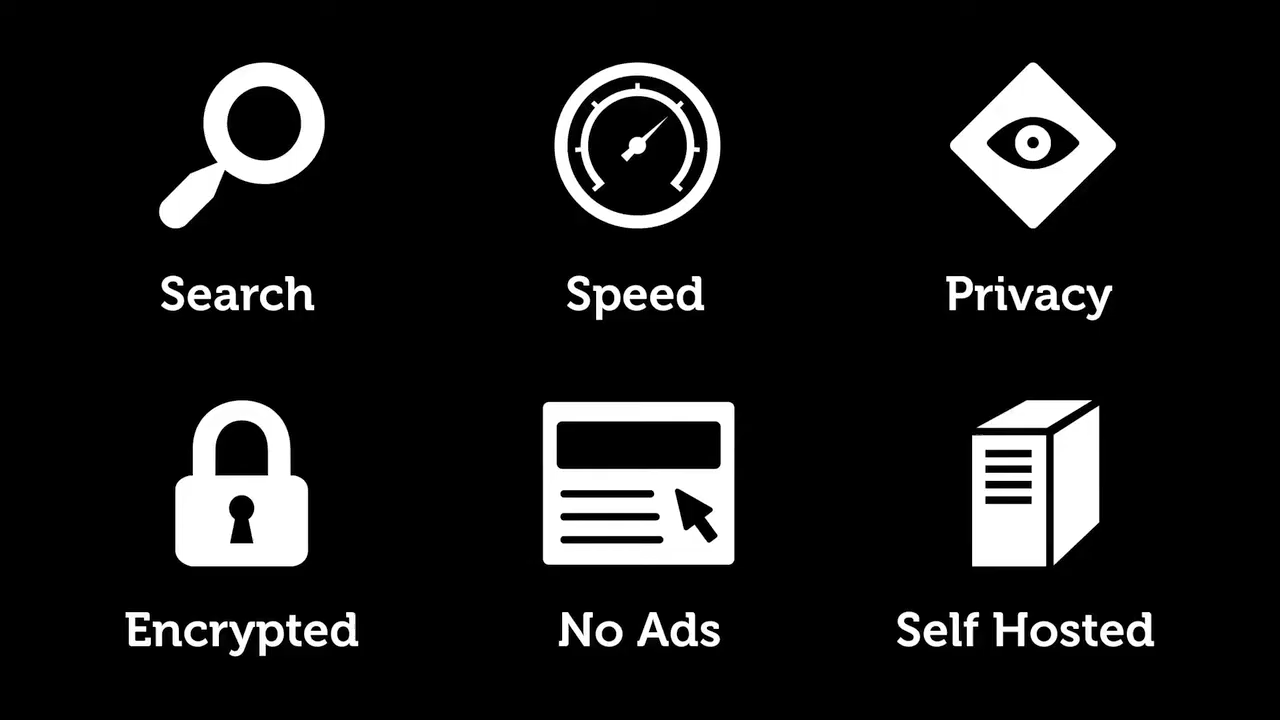 Search
Speed
Privacy
Encrypted
No Ads
Self Hosted